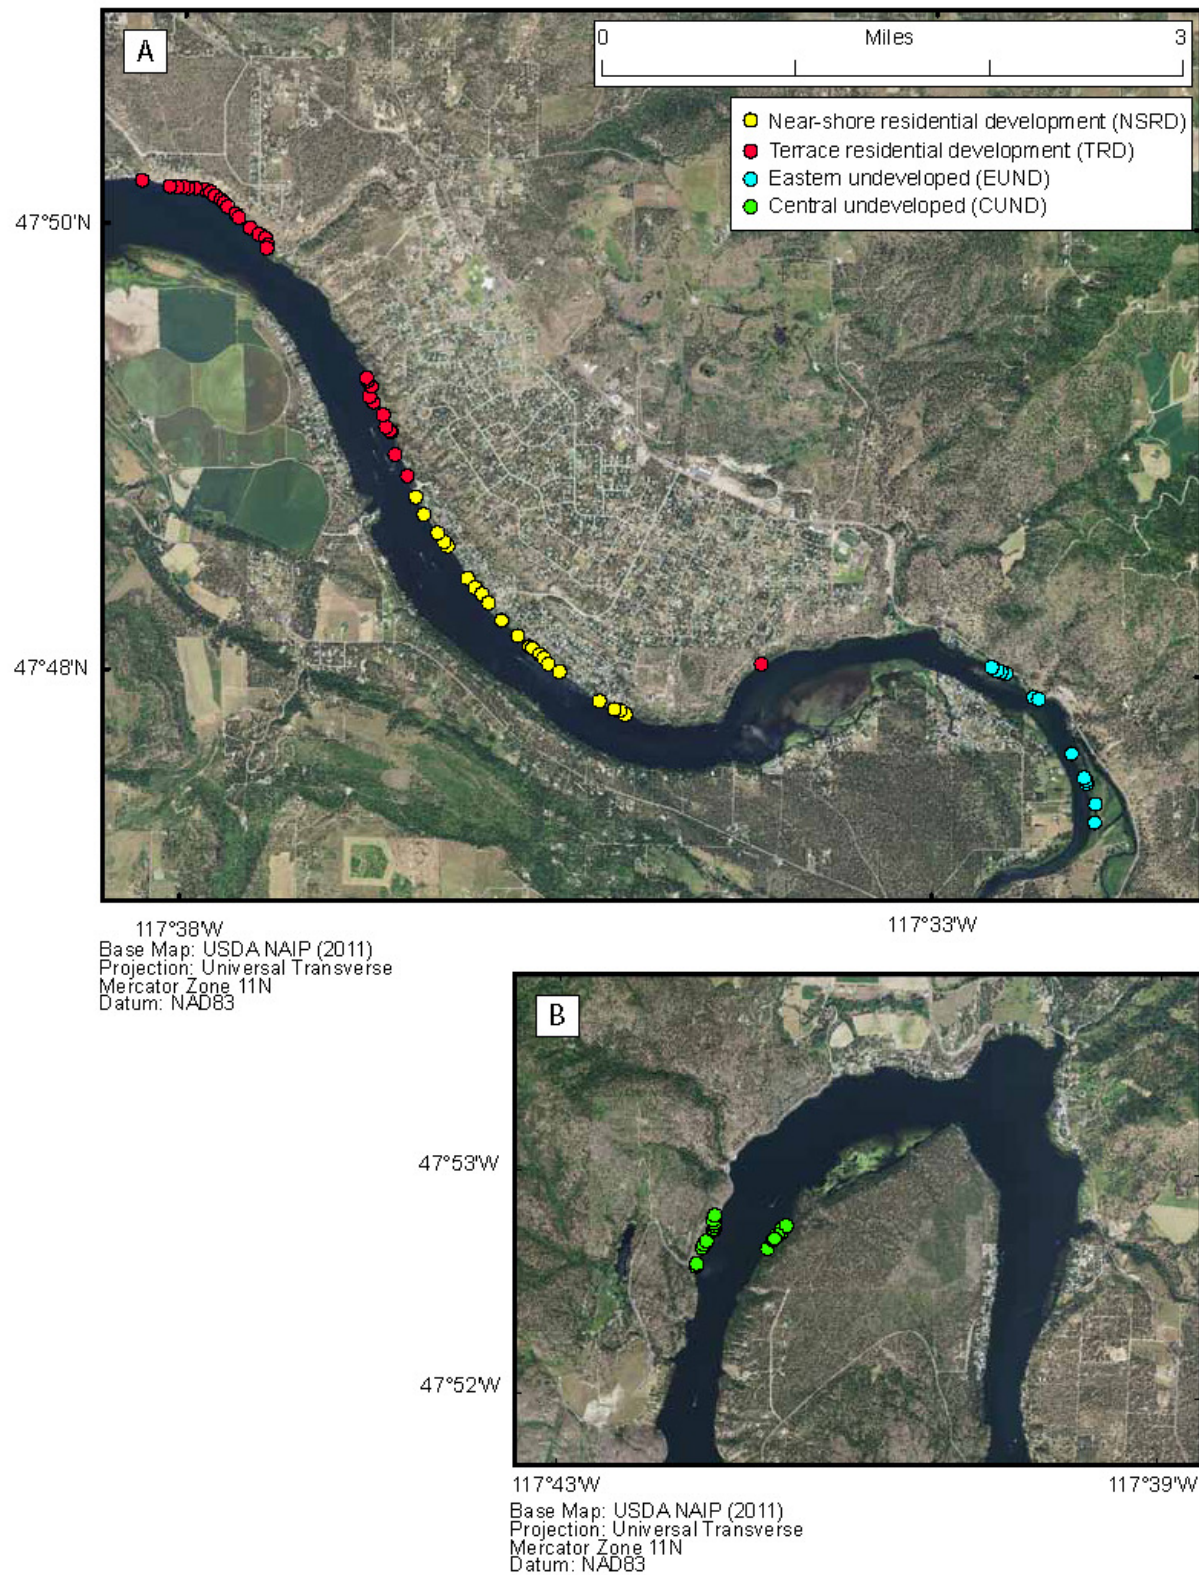 A
0 Miles 3
Near-shore residential development (NSRD)
Terrace residential development (TRD)
Eastern undeveloped (EUND)
Central undeveloped (CUND)
47°50'N
47°48'N
117°38'W 117°33'W
Base Map: USDA NAIP (2011)
Projection: Universal Transverse
Mercator Zone 11N
Datum: NAD83
B
47°53'W
47°52'W
117°43'W 117°39'W
Base Map: USDA NAIP (2011)
Projection: Universal Transverse
Mercator Zone 11N
Datum: NAD83